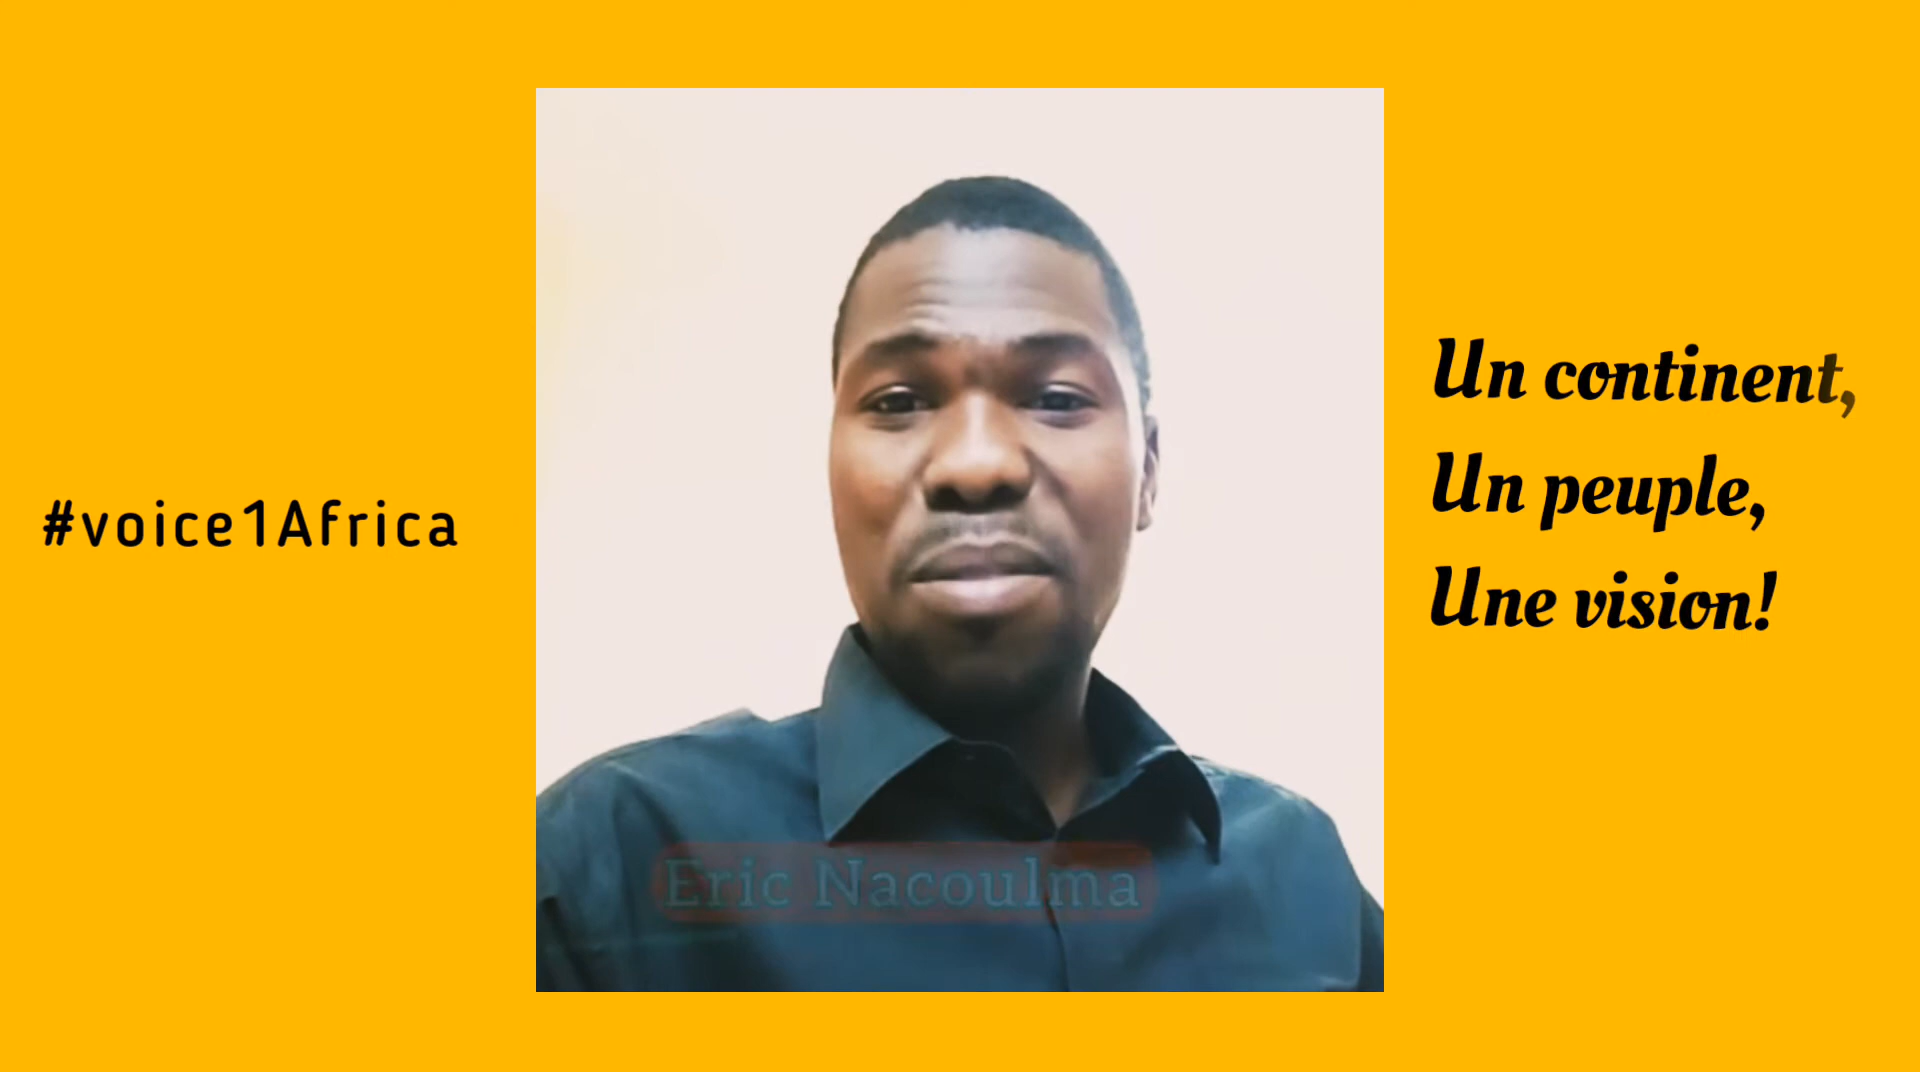 #voice1Africa
Eric Nacoulma
Un continent,
Un peuple,
Une vision!